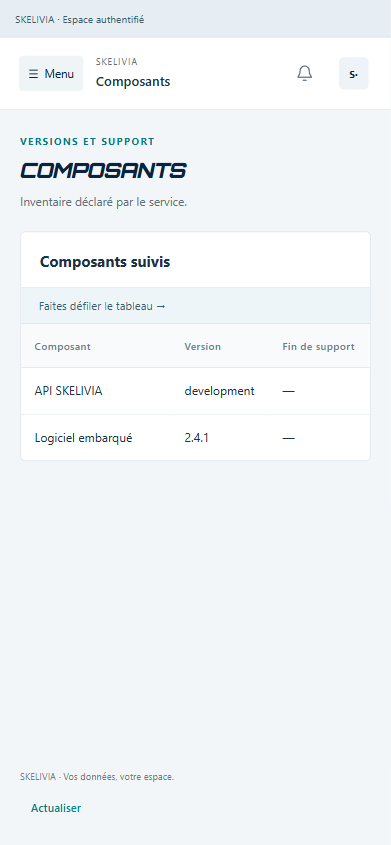 SKELIVIA · Espace authentifié
☰ Menu
SKELIVIA
Composants
S·
VERSIONS ET SUPPORT
COMPOSANTS
Inventaire déclaré par le service.
Composants suivis
Faites défiler le tableau →
Composant Version Fin de support
API SKELIVIA development —
Logiciel embarqué 2.4.1 —
SKELIVIA · Vos données, votre espace.
Actualiser